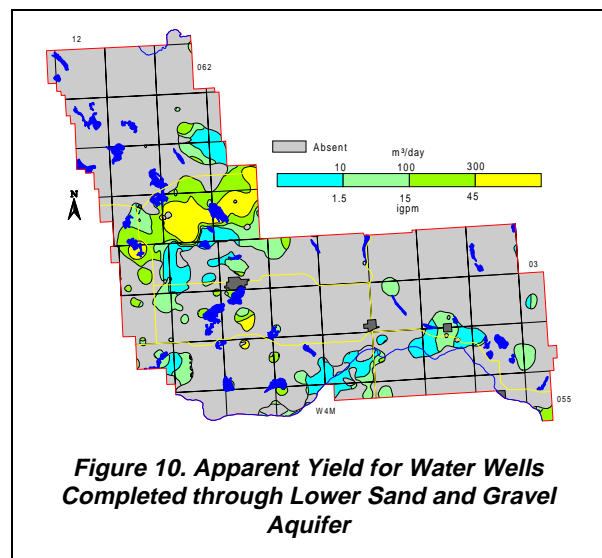 12
062
Absent
m³/day
10 100 300
1.5 15 45
igpm
N
03
W4M
055
Figure 10. Apparent Yield for Water Wells
Completed through Lower Sand and Gravel
Aquifer